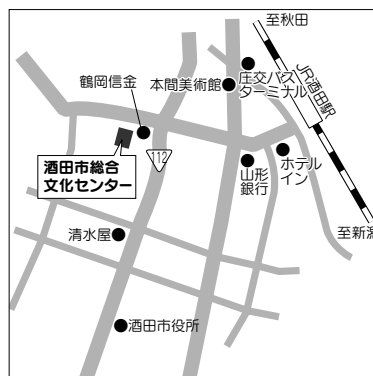 至秋田
鶴岡信金
本間美術館
庄交バス
ターミナル
JR酒田駅
酒田市総合
文化センター
112
山形
銀行
ホテル
イン
至新潟
清水屋
酒田市役所